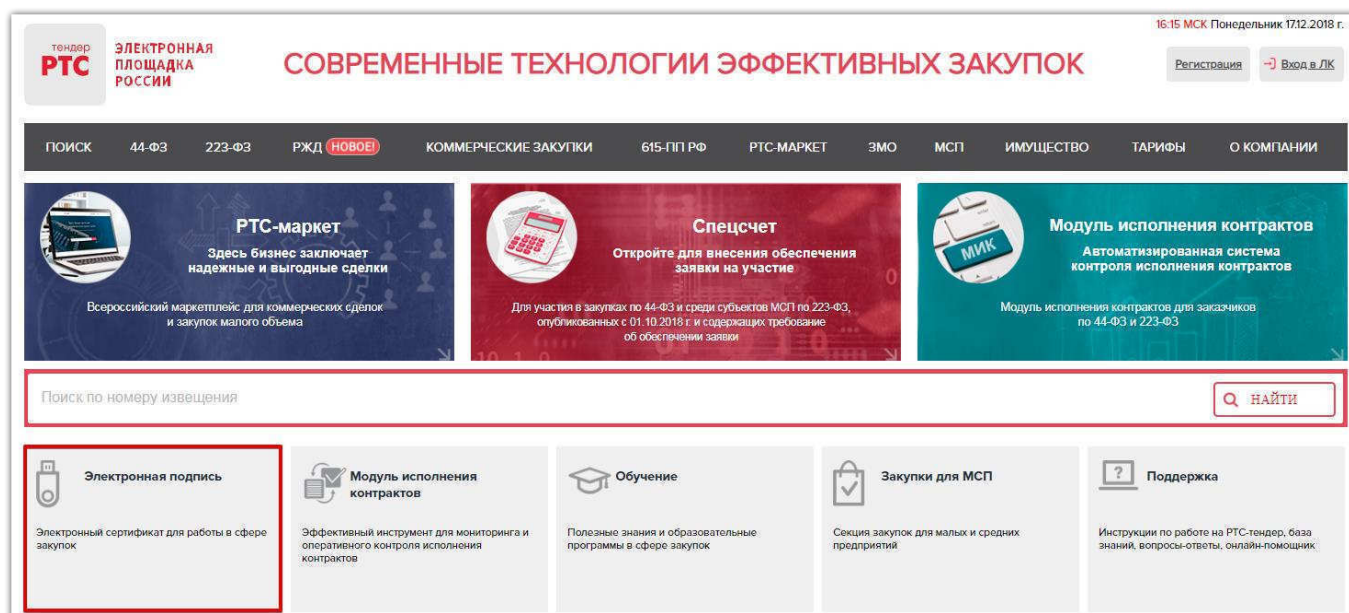 16:15 МСК Понедельник 17.12.2018 г.
тендер
РТС
ЭЛЕКТРОННАЯ
ПЛОЩАДКА
РОССИИ
СОВРЕМЕННЫЕ ТЕХНОЛОГИИ ЭФФЕКТИВНЫХ ЗАКУПОК
Регистрация
Вход в ЛК
ПОИСК 44-ФЗ 223-ФЗ РЖД НОВОЕ! КОММЕРЧЕСКИЕ ЗАКУПКИ 615-ПП РФ РТС-МАРКЕТ ЗМО МСП ИМУЩЕСТВО ТАРИФЫ О КОМПАНИИ
РТС-маркет
Здесь бизнес заключает
надежные и выгодные сделки
Всероссийский маркетплейс для коммерческих сделок
и закупок малого объема
Спецсчет
Откройте для внесения обеспечения
заявки на участие
Для участия в закупках по 44-ФЗ и среди субъектов МСП по 223-ФЗ,
опубликованных с 01.10.2018 г. и содержащих требование
об обеспечении заявки
МИК
Модуль исполнения контрактов
Автоматизированная система
контроля исполнения контрактов
Модуль исполнения контрактов для заказчиков
по 44-ФЗ и 223-ФЗ
Поиск по номеру извещения
НАЙТИ
Электронная подпись
Электронный сертификат для работы в сфере
закупок
Модуль исполнения
контрактов
Эффективный инструмент для мониторинга и
оперативного контроля исполнения
контрактов
Обучение
Полезные знания и образовательные
программы в сфере закупок
Закупки для МСП
Секция закупок для малых и средних
предприятий
Поддержка
Инструкции по работе на РТС-тендер, база
знаний, вопросы-ответы, онлайн-помощник